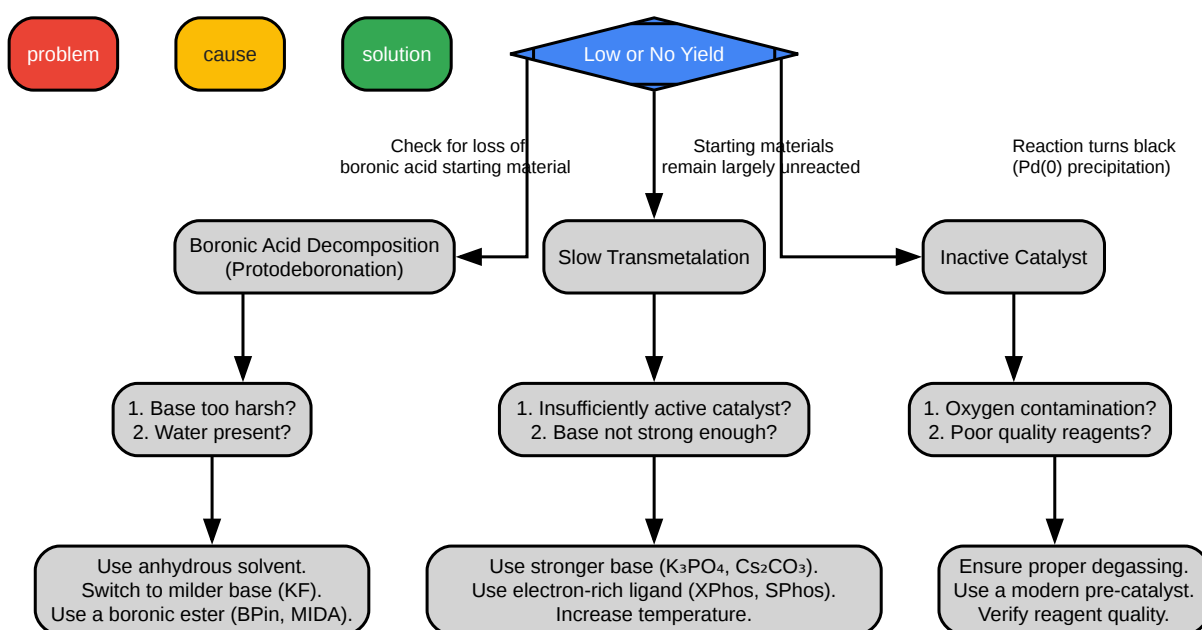 problem
cause
solution
Low or No Yield
Check for loss of
boronic acid starting material
Starting materials
remain largely unreacted
Reaction turns black
(Pd(0) precipitation)
Boronic Acid Decomposition
(Protodeboronation)
Slow Transmetalation
Inactive Catalyst
1. Base too harsh?
2. Water present?
1. Insufficiently active catalyst?
2. Base not strong enough?
1. Oxygen contamination?
2. Poor quality reagents?
Use anhydrous solvent.
Switch to milder base (KF).
Use a boronic ester (BPin, MIDA).
Use stronger base (K₃PO₄, Cs₂CO₃).
Use electron-rich ligand (XPhos, SPhos).
Increase temperature.
Ensure proper degassing.
Use a modern pre-catalyst.
Verify reagent quality.